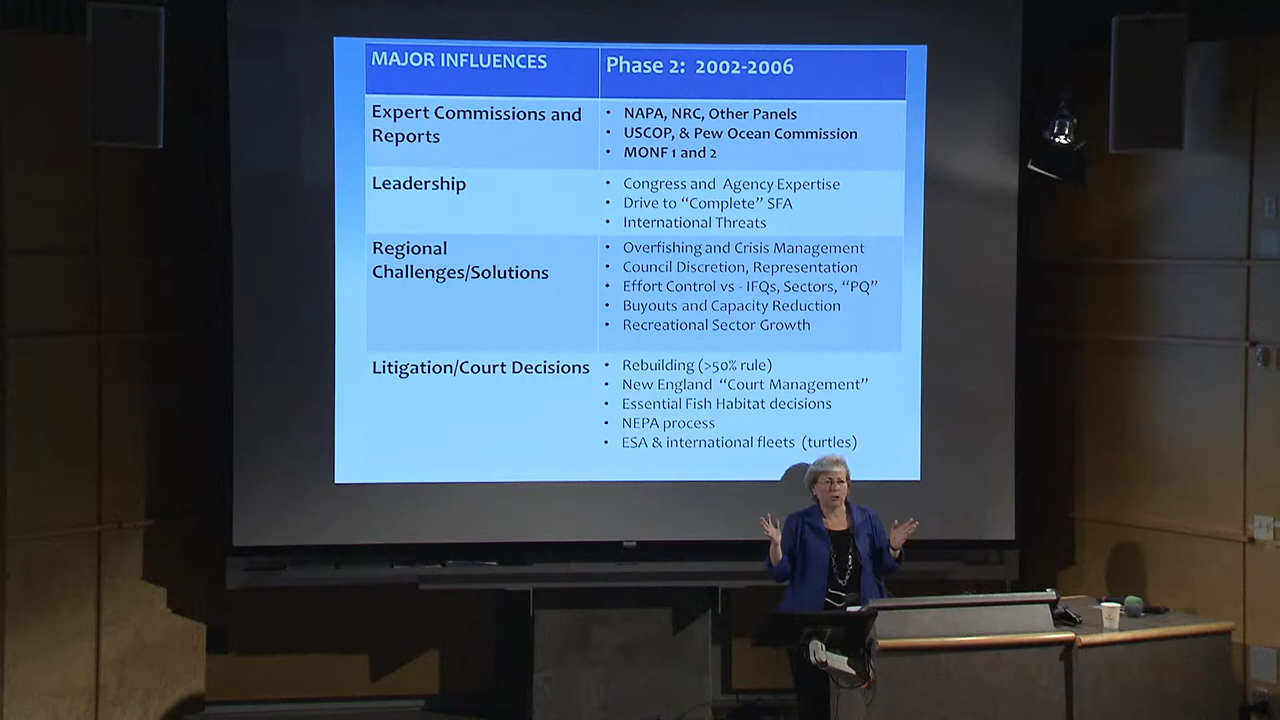 MAJOR INFLUENCES
Phase 2: 2002-2006
Expert Commissions and
Reports
• NAPA, NRC, Other Panels
• USCOP, & Pew Ocean Commission
• MONF 1 and 2
Leadership
• Congress and Agency Expertise
• Drive to “Complete” SFA
• International Threats
Regional
Challenges/Solutions
• Overfishing and Crisis Management
• Council Discretion, Representation
• Effort Control vs - IFQs, Sectors, “PQ”
• Buyouts and Capacity Reduction
• Recreational Sector Growth
Litigation/Court Decisions
• Rebuilding (>50% rule)
• New England “Court Management”
• Essential Fish Habitat decisions
• NEPA process
• ESA & international fleets (turtles)